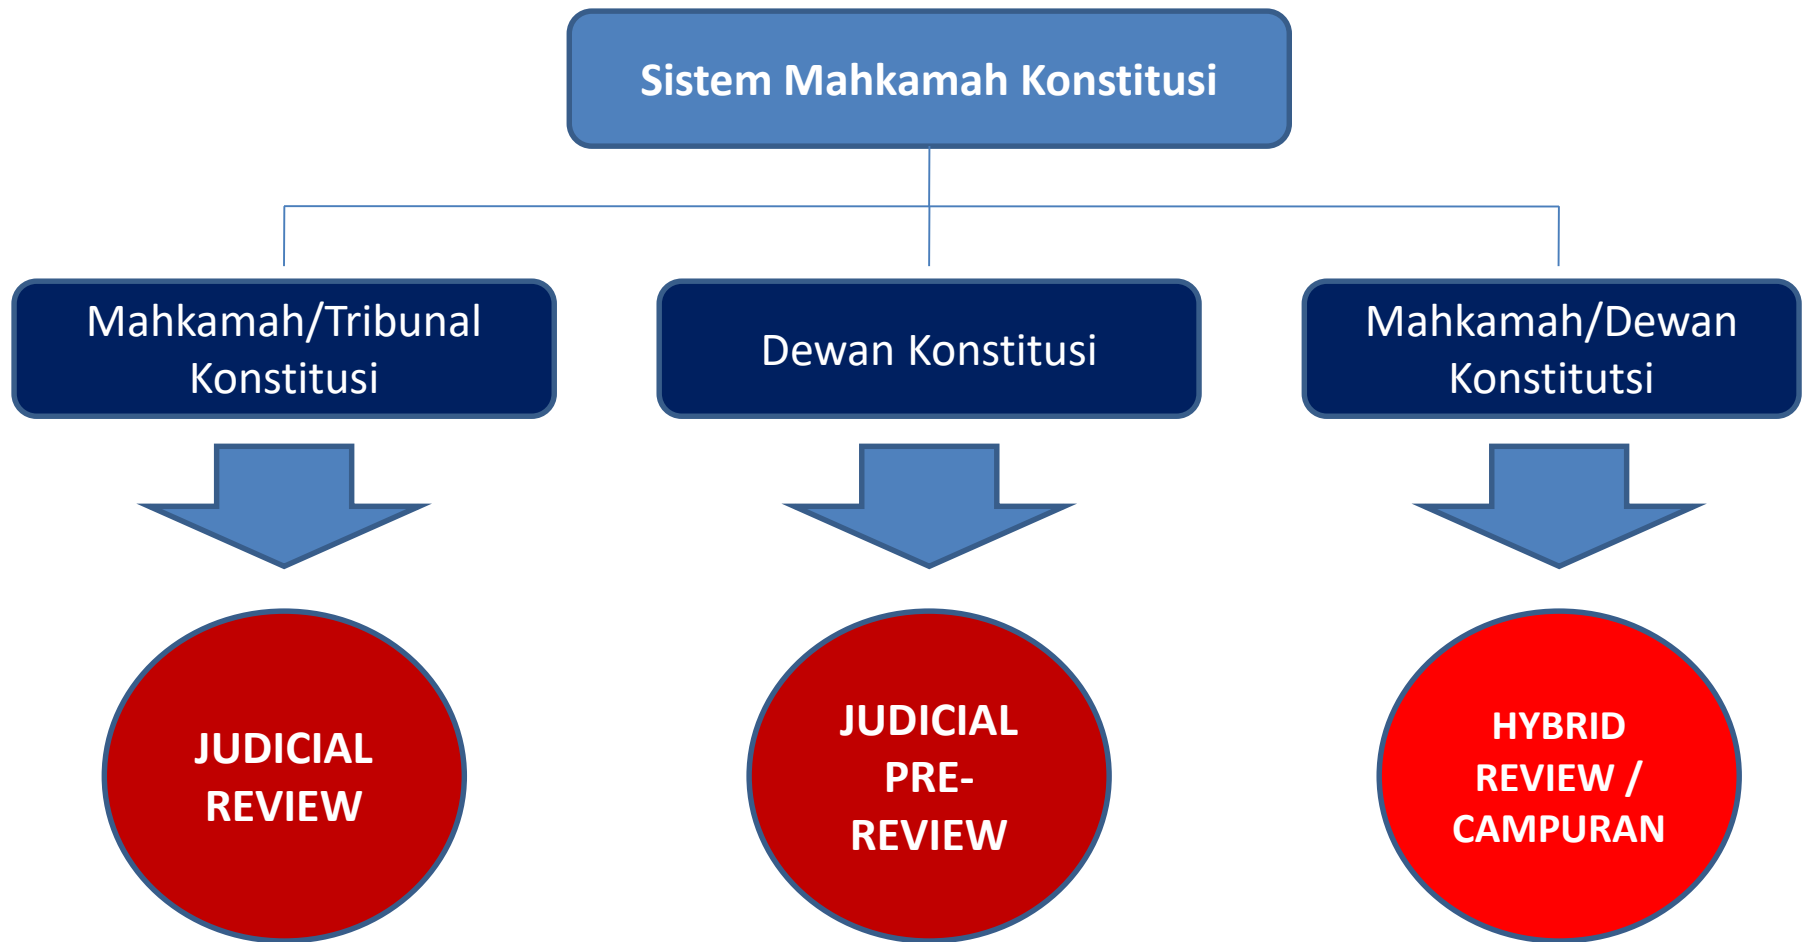 Sistem Mahkamah Konstitusi
Mahkamah/Tribunal
Konstitusi
Dewan Konstitusi
Mahkamah/Dewan
Konstitutsi
JUDICIAL
REVIEW
JUDICIAL
PRE-
REVIEW
HYBRID
REVIEW /
CAMPURAN